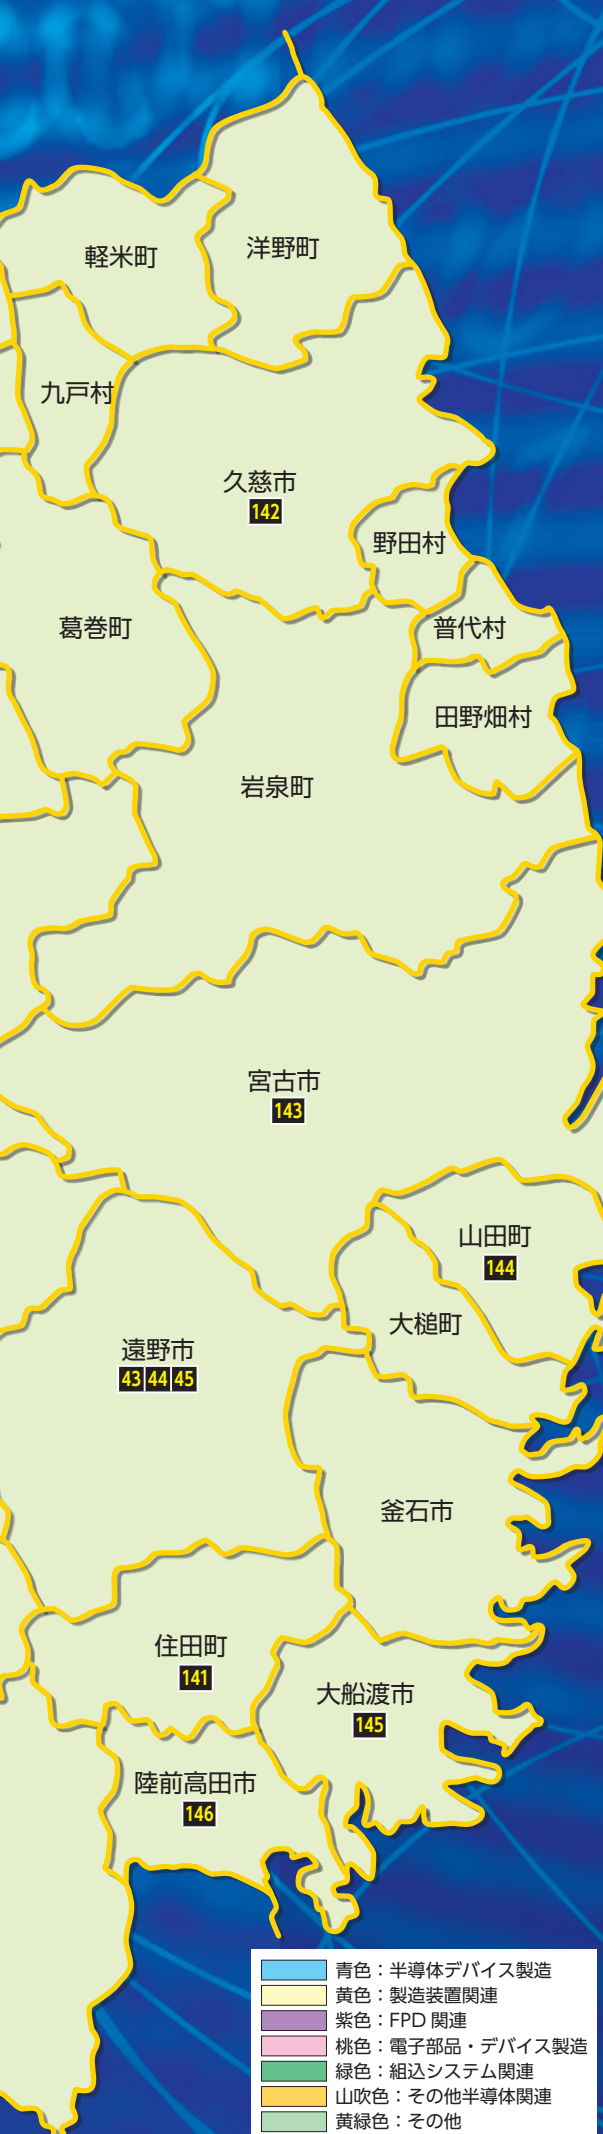 洋野町
軽米町
九戸村
久慈市
142
野田村
葛巻町
普代村
田野畑村
岩泉町
宮古市
143
山田町
144
大槌町
遠野市
43 44 45
釜石市
住田町
141
大船渡市
145
陸前高田市
146
青色：半導体デバイス製造
黄色：製造装置関連
紫色：FPD 関連
桃色：電子部品・デバイス製造
緑色：組込システム関連
山吹色：その他半導体関連
黄緑色：その他